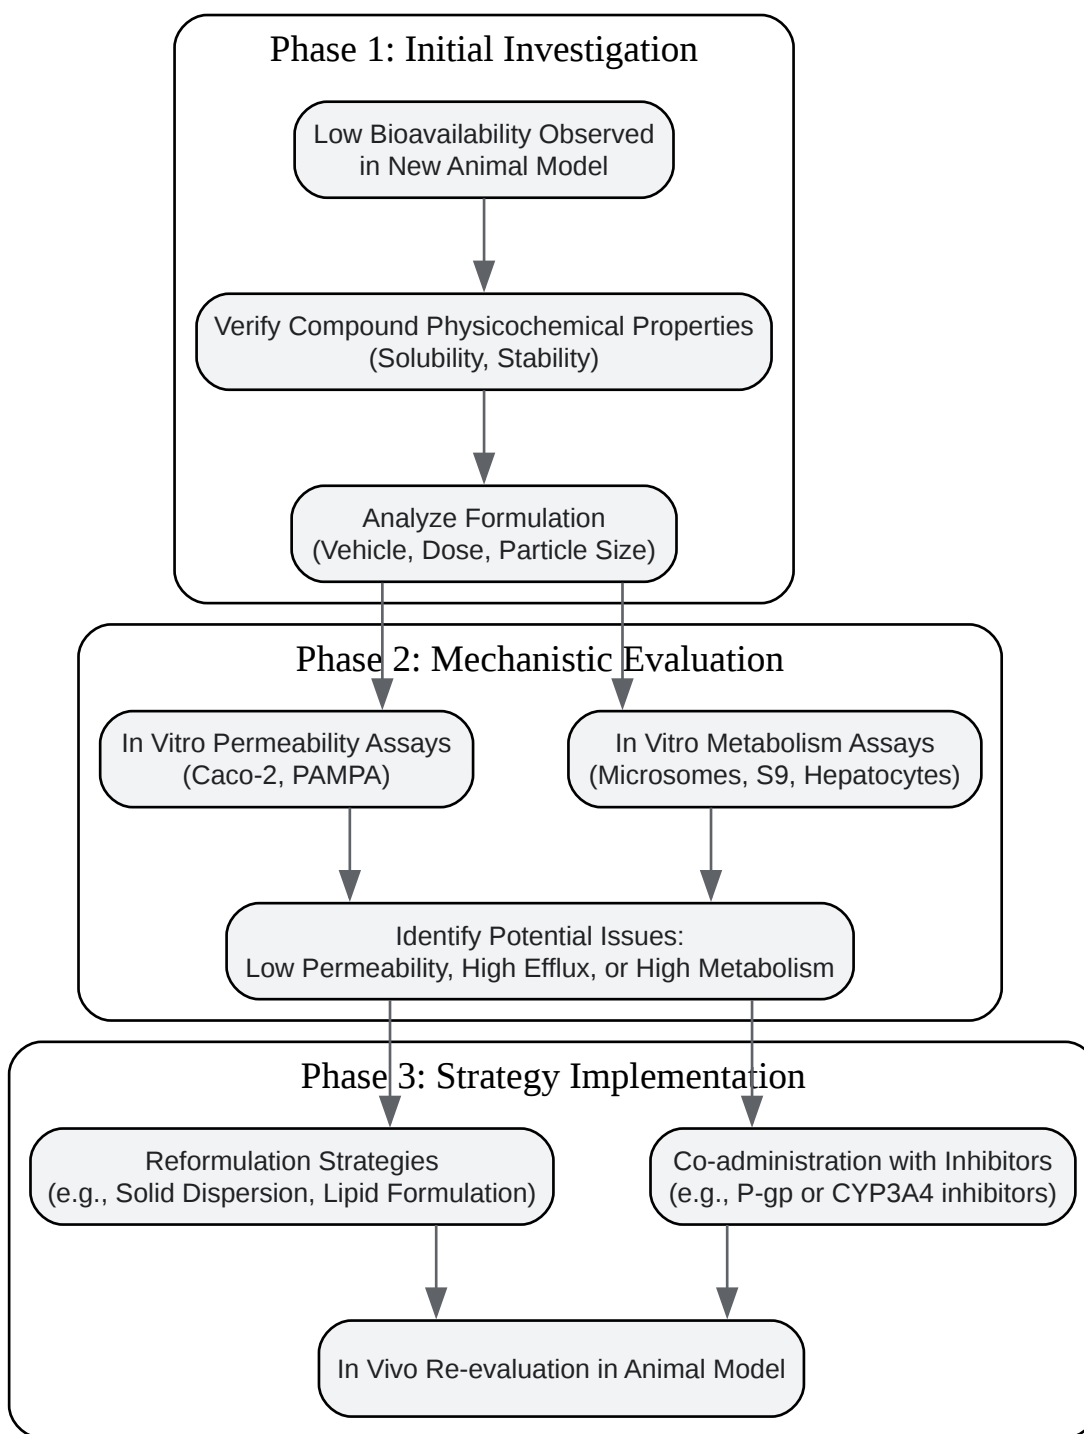 Phase 1: Initial Investigation
Low Bioavailability Observed
in New Animal Model
Verify Compound Physicochemical Properties
(Solubility, Stability)
Analyze Formulation
(Vehicle, Dose, Particle Size)
Phase 2: Mechanistic Evaluation
In Vitro Permeability Assays
(Caco-2, PAMPA)
In Vitro Metabolism Assays
(Microsomes, S9, Hepatocytes)
Identify Potential Issues:
Low Permeability, High Efflux, or High Metabolism
Phase 3: Strategy Implementation
Reformulation Strategies
(e.g., Solid Dispersion, Lipid Formulation)
Co-administration with Inhibitors
(e.g., P-gp or CYP3A4 inhibitors)
In Vivo Re-evaluation in Animal Model